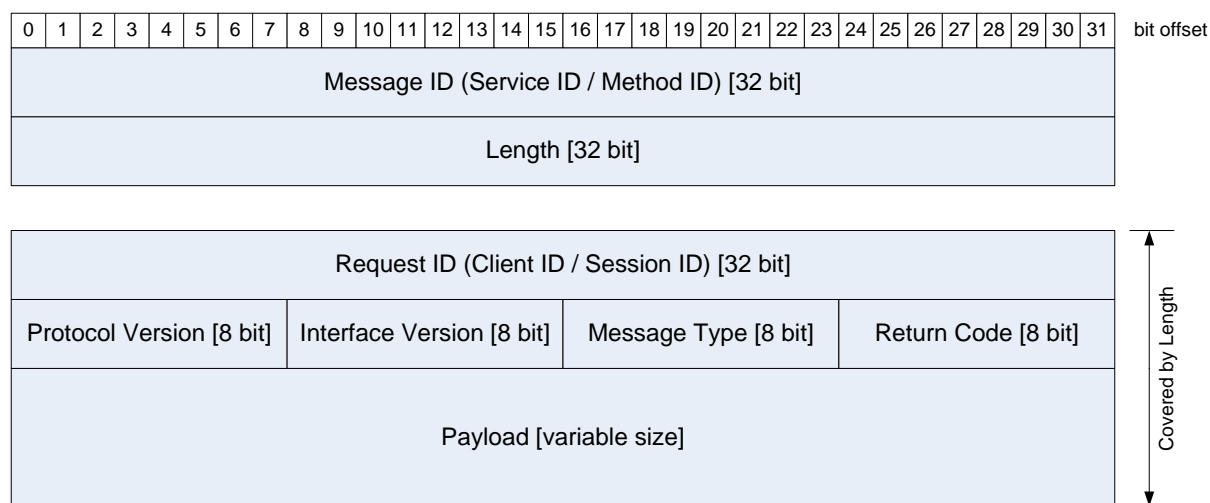 0 1 2 3 4 5 6 7 8 9 10 11 12 13 14 15 16 17 18 19 20 21 22 23 24 25 26 27 28 29 30 31 bit offset
Message ID (Service ID / Method ID) [32 bit]
Length [32 bit]
Request ID (Client ID / Session ID) [32 bit]
Protocol Version [8 bit] Interface Version [8 bit] Message Type [8 bit] Return Code [8 bit]
Payload [variable size]
Covered by Length